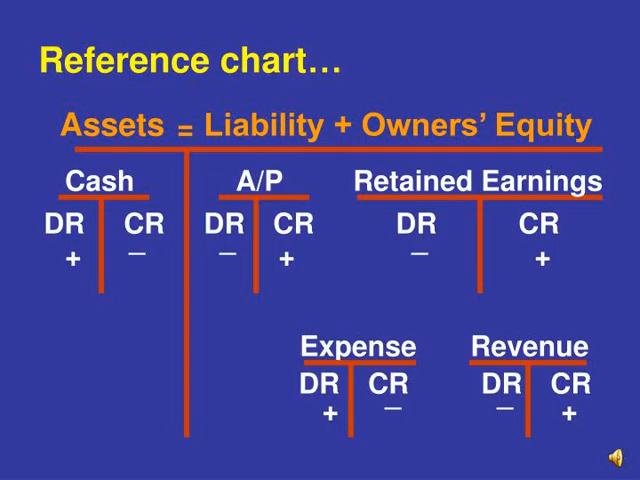 Reference chart…
Assets = Liability + Owners’ Equity
Cash A/P Retained Earnings
DR CR DR CR DR CR
+ – – + – +
Expense Revenue
DR CR DR CR
+ – – +